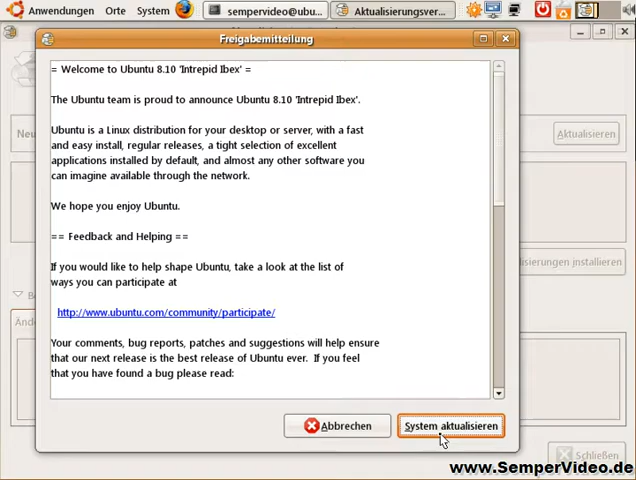 Anwendungen Orte System sempervideo@ubu... Aktualisierungsver...
Freigabemitteilung
= Welcome to Ubuntu 8.10 'Intrepid Ibex' =
The Ubuntu team is proud to announce Ubuntu 8.10 'Intrepid Ibex'.
Neu
Aktualisieren
Ubuntu is a Linux distribution for your desktop or server, with a fast
and easy install, regular releases, a tight selection of excellent
applications installed by default, and almost any other software you
can imagine available through the network.
We hope you enjoy Ubuntu.
== Feedback and Helping ==
If you would like to help shape Ubuntu, take a look at the list of
ways you can participate at
lisierungen installieren
http://www.ubuntu.com/community/participate/
Your comments, bug reports, patches and suggestions will help ensure
that our next release is the best release of Ubuntu ever. If you feel
that you have found a bug please read:
Abbrechen System aktualisieren
Schließen
www.SemperVideo.de